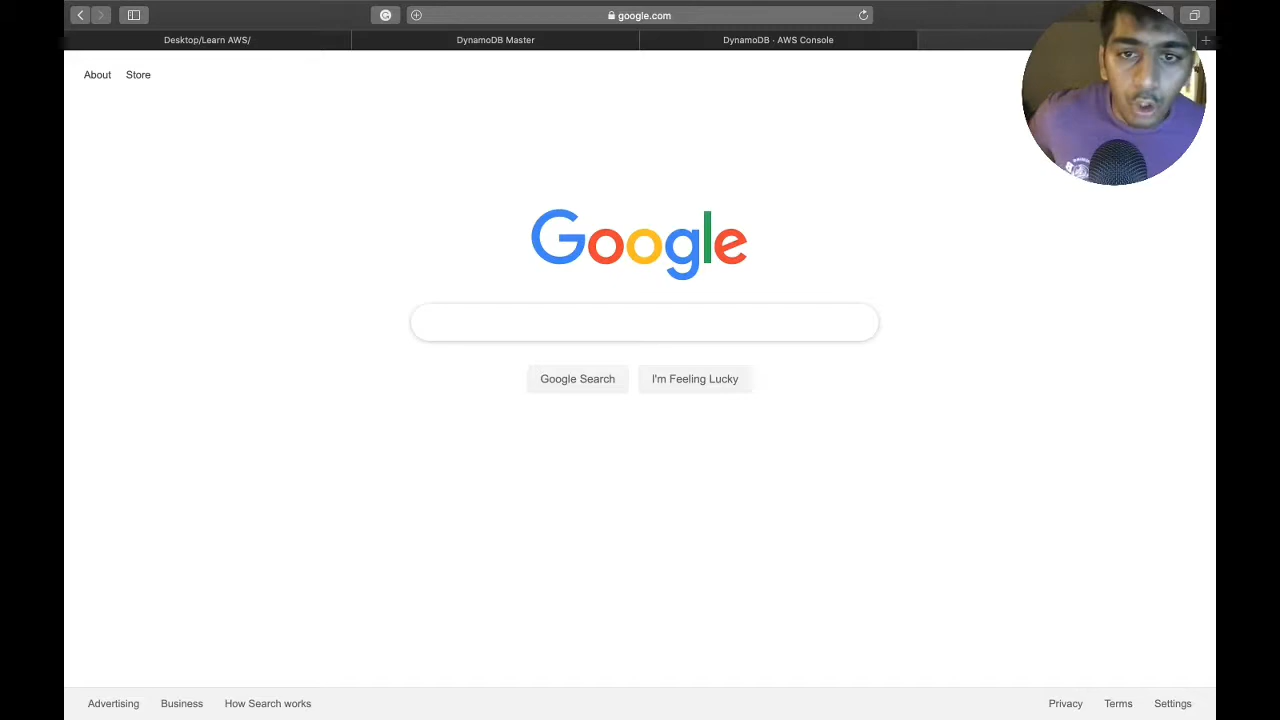 google.com
Desktop/Learn AWS/
DynamoDB Master
DynamoDB · AWS Console
About
Store
Google
Google Search
I'm Feeling Lucky
Advertising
Business
How Search works
Privacy
Terms
Settings